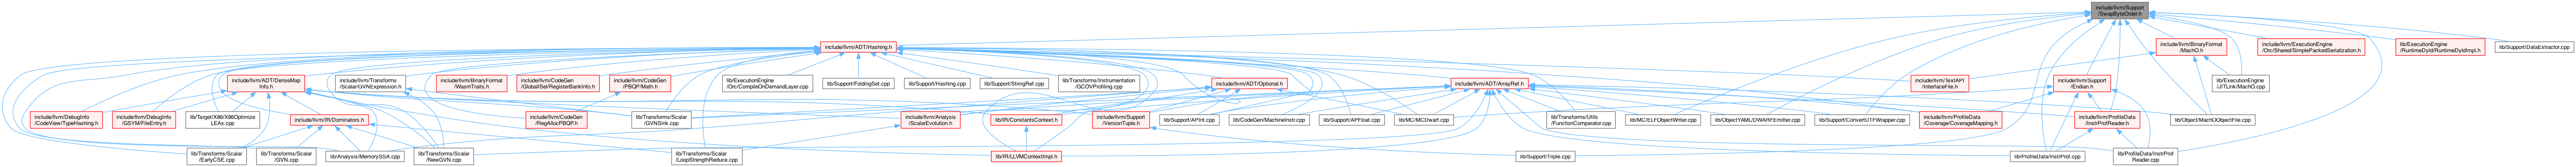 include/llvm/Support
/SwapByteOrder.h
include/llvm/ADT/Hashing.h
include/llvm/BinaryFormat
/MachO.h
include/llvm/ExecutionEngine
/Orc/Shared/SimplePackedSerialization.h
lib/ExecutionEngine
/RuntimeDyld/RuntimeDyldImpl.h
lib/Support/DataExtractor.cpp
include/llvm/ADT/DenseMap
Info.h
include/llvm/Transforms
/Scalar/GVNExpression.h
include/llvm/BinaryFormat
/WasmTraits.h
include/llvm/CodeGen
/GlobalISel/RegisterBankInfo.h
include/llvm/CodeGen
/PBQP/Math.h
lib/ExecutionEngine
/Orc/CompileOnDemandLayer.cpp
lib/Support/FoldingSet.cpp
lib/Support/Hashing.cpp
lib/Support/StringRef.cpp
lib/Transforms/Instrumentation
/GCOVProfiling.cpp
include/llvm/ADT/Optional.h
include/llvm/ADT/ArrayRef.h
include/llvm/TextAPI
/InterfaceFile.h
include/llvm/Support
/Endian.h
lib/ExecutionEngine
/JITLink/MachO.cpp
include/llvm/DebugInfo
/CodeView/TypeHashing.h
include/llvm/DebugInfo
/GSYM/FileEntry.h
lib/Target/X86/X86Optimize
LEAs.cpp
include/llvm/IR/Dominators.h
include/llvm/CodeGen
/RegAllocPBQP.h
lib/Transforms/Scalar
/GVNSink.cpp
include/llvm/Analysis
/ScalarEvolution.h
lib/IR/ConstantsContext.h
include/llvm/Support
/VersionTuple.h
lib/Support/APInt.cpp
lib/CodeGen/MachineInstr.cpp
lib/Support/APFloat.cpp
lib/MC/MCDwarf.cpp
lib/Transforms/Utils
/FunctionComparator.cpp
lib/MC/ELFObjectWriter.cpp
lib/ObjectYAML/DWARFEmitter.cpp
lib/Support/ConvertUTFWrapper.cpp
include/llvm/ProfileData
/Coverage/CoverageMapping.h
include/llvm/ProfileData
/InstrProfReader.h
lib/Object/MachOObjectFile.cpp
lib/Transforms/Scalar
/EarlyCSE.cpp
lib/Transforms/Scalar
/GVN.cpp
lib/Analysis/MemorySSA.cpp
lib/Transforms/Scalar
/NewGVN.cpp
lib/Transforms/Scalar
/LoopStrengthReduce.cpp
lib/IR/LLVMContextImpl.h
lib/Support/Triple.cpp
lib/ProfileData/InstrProf.cpp
lib/ProfileData/InstrProf
Reader.cpp